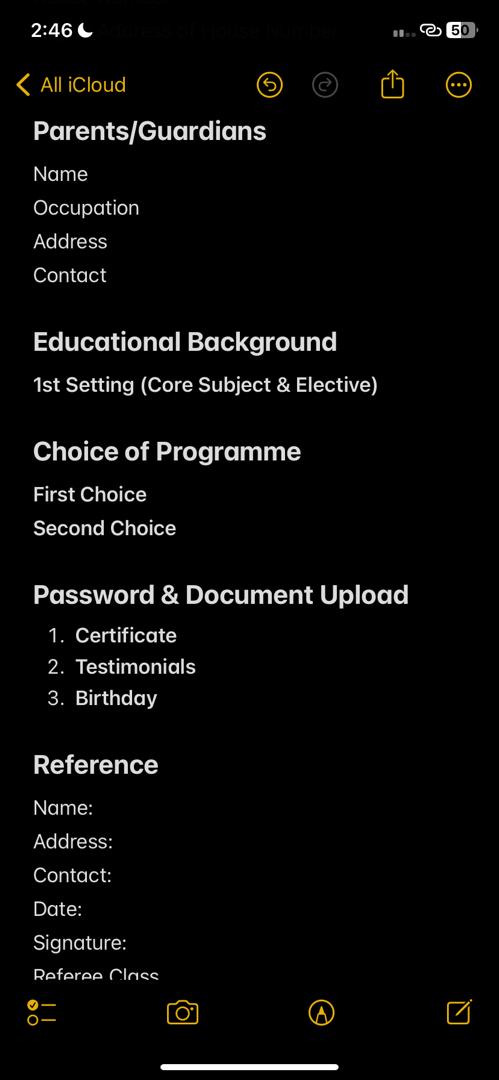 2:46
Address of House Number
50
All iCloud
Parents/Guardians
Name
Occupation
Address
Contact
Educational Background
1st Setting (Core Subject & Elective)
Choice of Programme
First Choice
Second Choice
Password & Document Upload
1. Certificate
2. Testimonials
3. Birthday
Reference
Name:
Address:
Contact:
Date:
Signature:
Referee Class